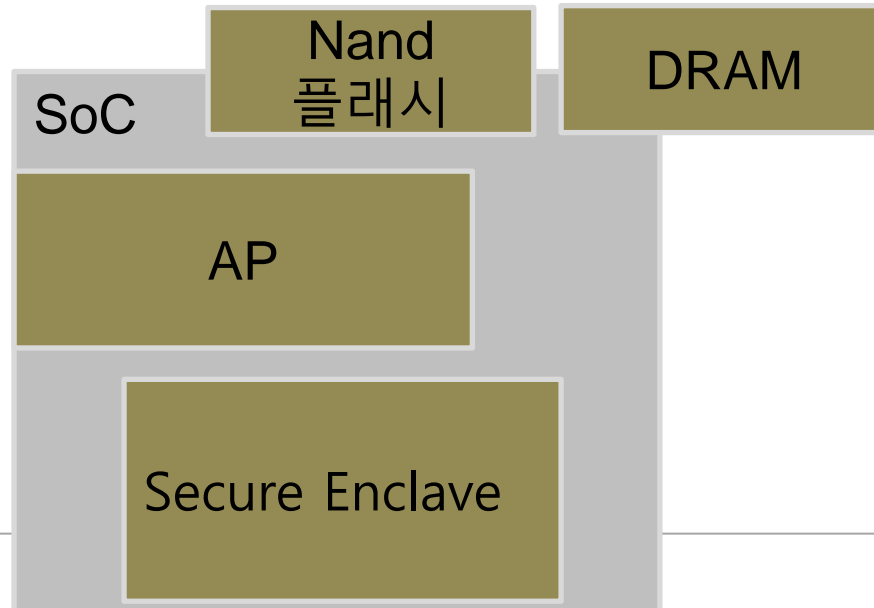 Nand
플래시
DRAM
SoC
AP
Secure Enclave